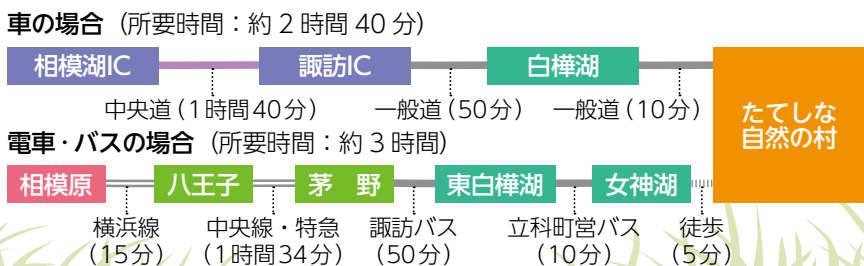 車の場合（所要時間：約2時間40分）
相模湖IC 諏訪IC 白樺湖
中央道（1時間40分） 一般道（50分） 一般道（10分）
たてしな
自然の村
電車・バスの場合（所要時間：約3時間）
相模原 八王子 茅野 東白樺湖 女神湖
横浜線 中央線・特急 諏訪バス 立科町営バス 徒歩
（15分） （1時間34分） （50分） （10分） （5分）